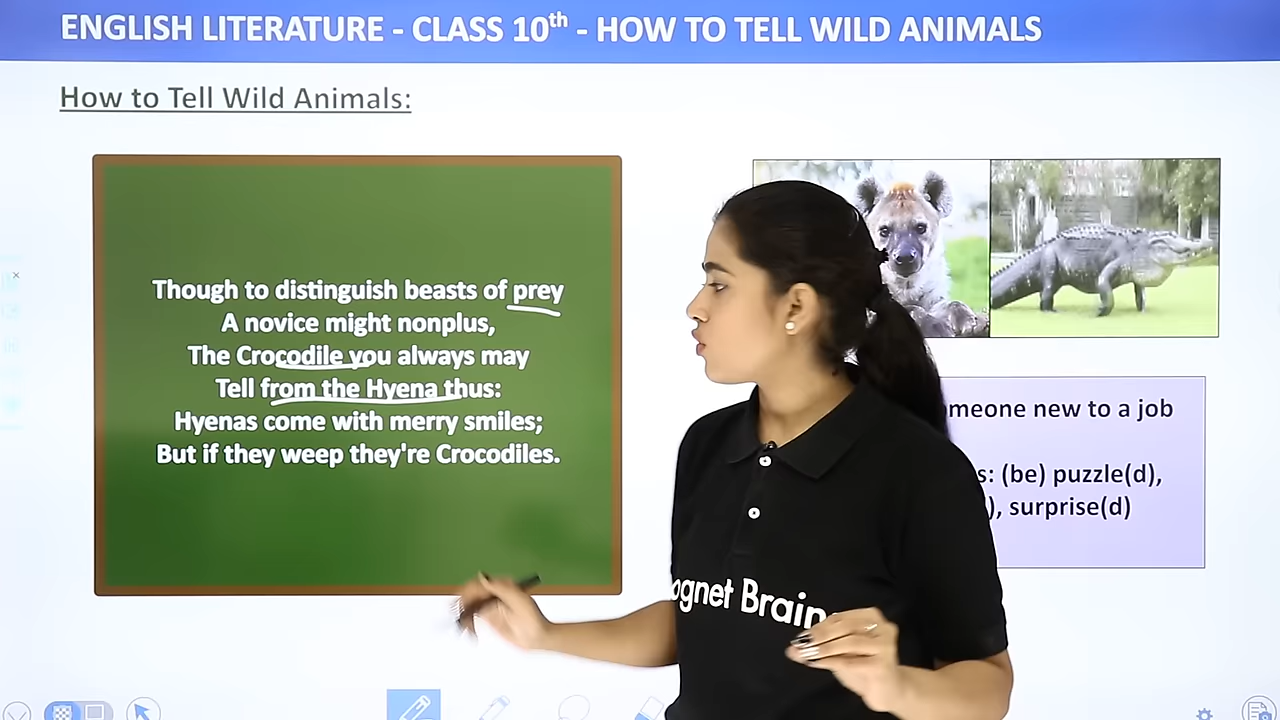 ENGLISH LITERATURE - CLASS 10th - HOW TO TELL WILD ANIMALS
How to Tell Wild Animals:
Though to distinguish beasts of prey
A novice might nonplus,
The Crocodile you always may
Tell from the Hyena thus:
Hyenas come with merry smiles;
But if they weep they're Crocodiles.
new to a job
(be) puzzle(d),
surprise(d)
ognet Brain